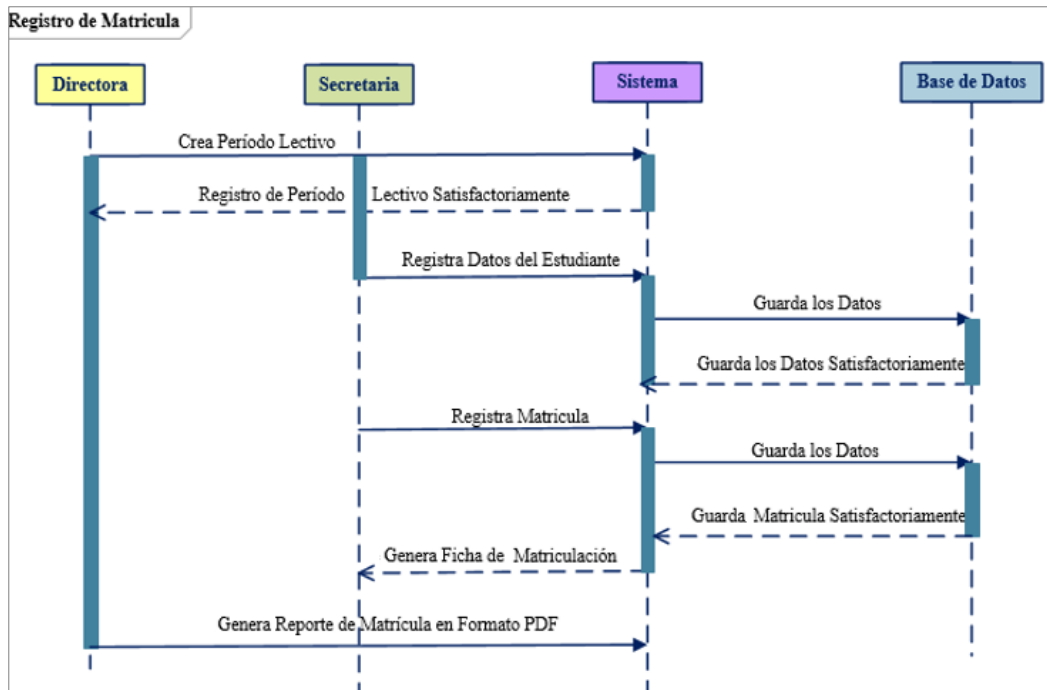 Registro de Matricula
Directora
Secretaria
Sistema
Base de Datos
Crea Período Lectivo
Registro de Período Lectivo Satisfactoriamente
Registra Datos del Estudiante
Guarda los Datos
Guarda los Datos Satisfactoriamente
Registra Matricula
Guarda los Datos
Guarda Matricula Satisfactoriamente
Genera Ficha de Matriculación
Genera Reporte de Matrícula en Formato PDF